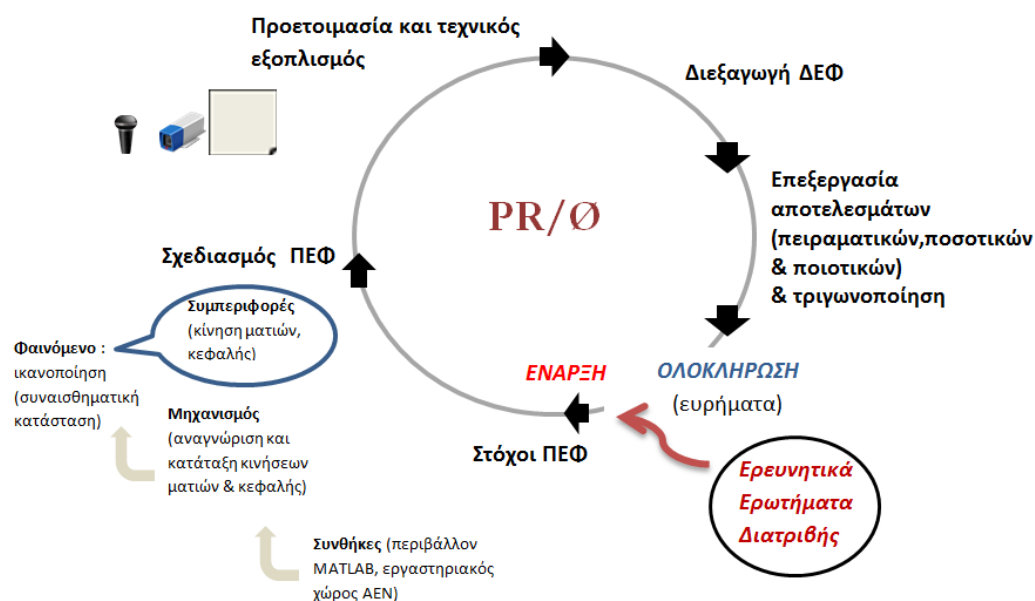 Προετοιμασία και τεχνικός
εξοπλισμός
Διεξαγωγή ΔΕΦ
Επεξεργασία
αποτελεσμάτων
(πειραματικών,ποσοτικών
& ποιοτικών)
& τριγωνοποίηση
PR/Ø
Σχεδιασμός ΠΕΦ
Συμπεριφορές
(κίνηση ματιών,
κεφαλής)
Φαινόμενο :
ικανοποίηση
(συναισθηματική
κατάσταση)
Μηχανισμός
(αναγνώριση και
κατάταξη κινήσεων
ματιών & κεφαλής)
Συνθήκες (περιβάλλον
MATLAB, εργαστηριακός
χώρος ΑΕΝ)
ΕΝΑΡΞΗ
ΟΛΟΚΛΗΡΩΣΗ
(ευρήματα)
Στόχοι ΠΕΦ
Ερευνητικά
Ερωτήματα
Διατριβής